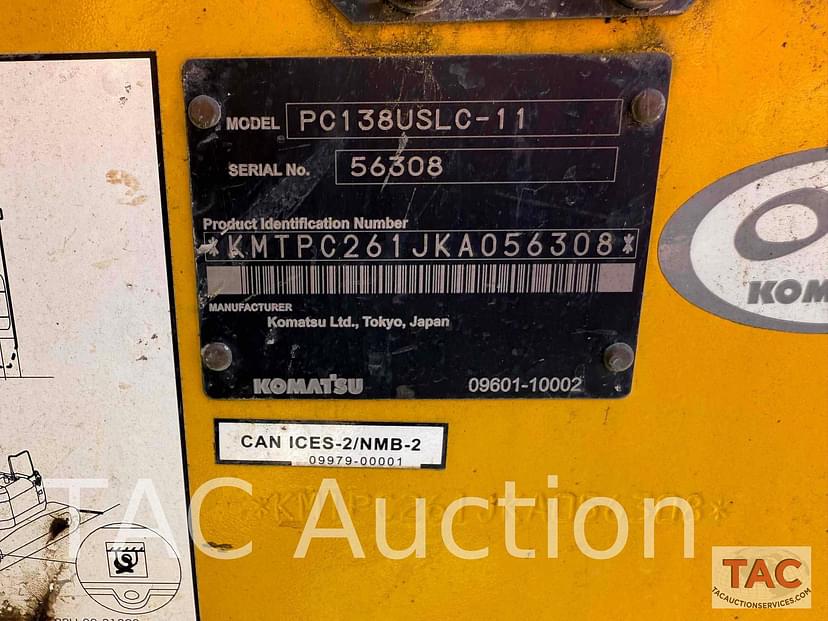 MODEL PC138USLC-11
SERIAL No. 56308
Product Identification Number
*KMTPC261JKA056308*
MANUFACTURER
Komatsu Ltd., Tokyo, Japan
KOMATSU 09601-10002
CAN ICES-2/NMB-2
09979-00001
*KMTPC261JKA056308*
TAC Auction
TAC
TACAUCTIONSERVICES.COM